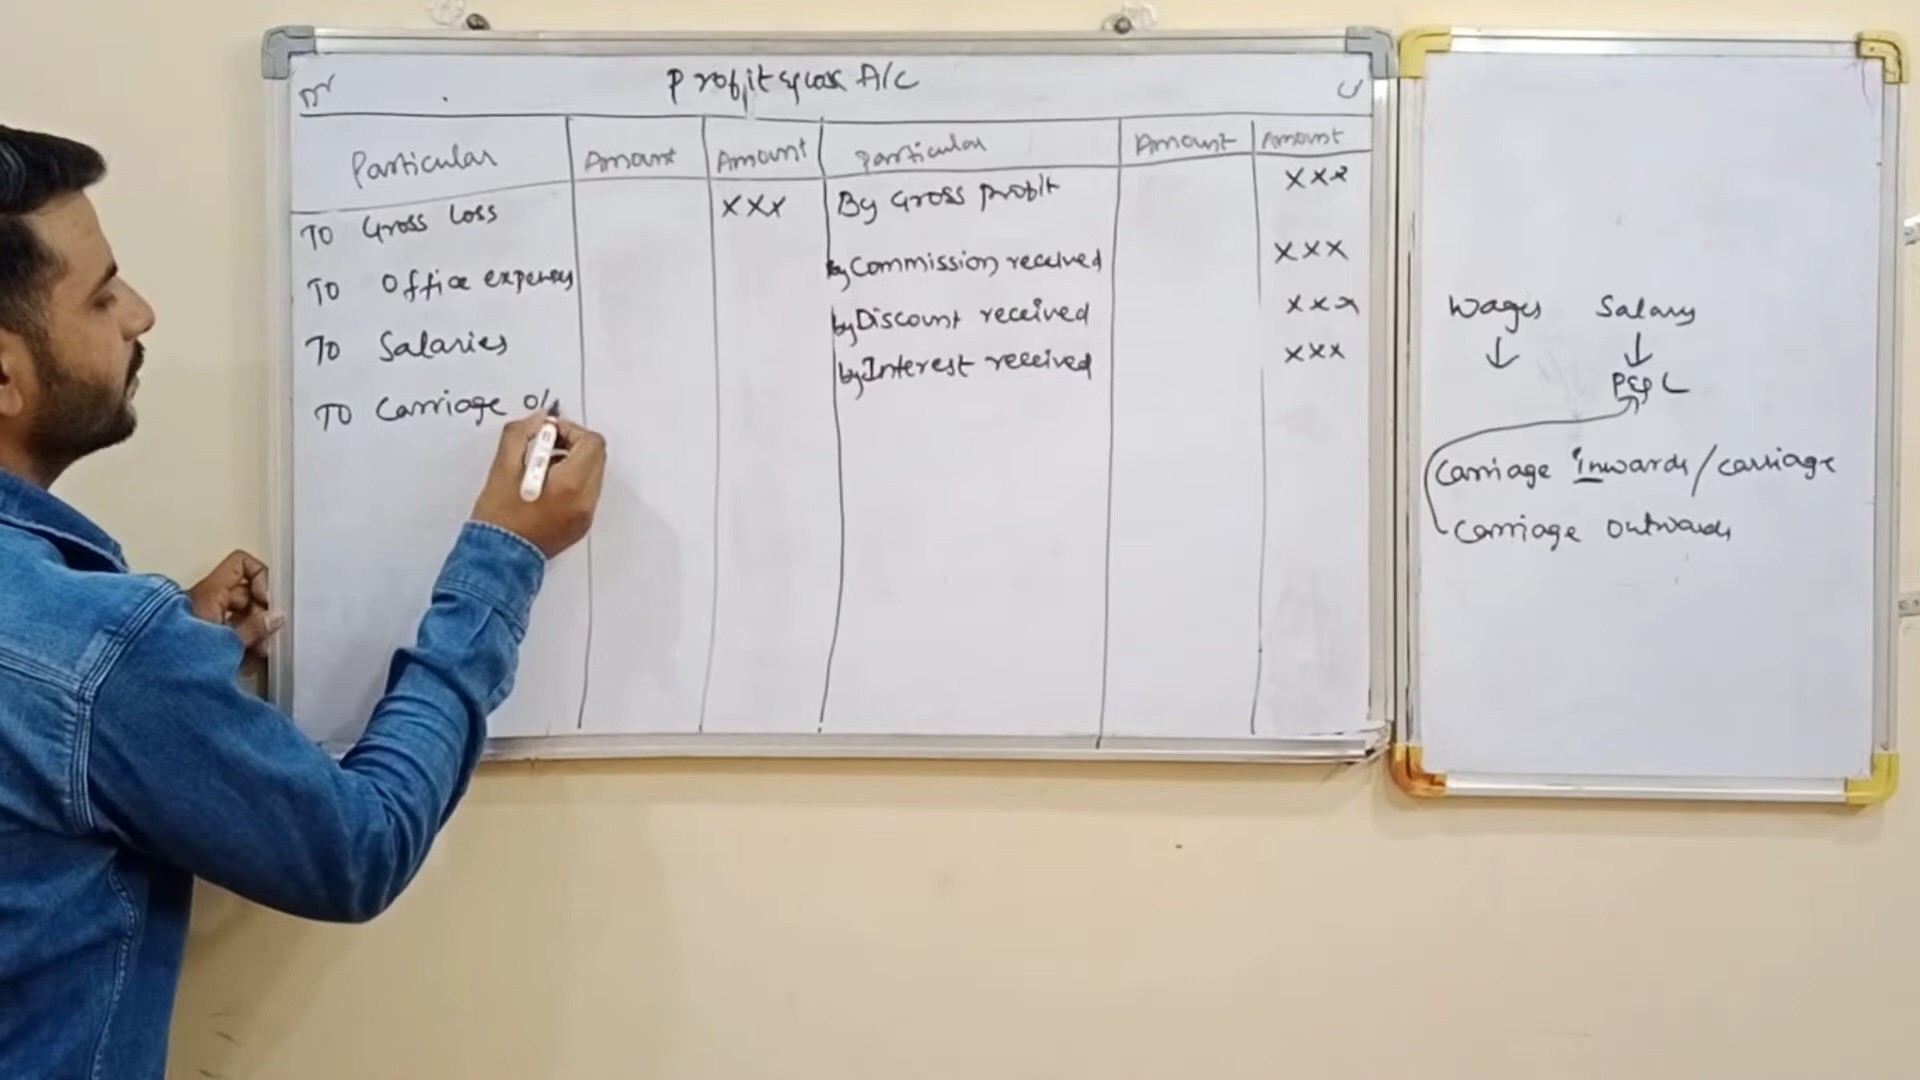 Dr Profit & Loss A/C Cr
Particular Amount Amount Particular Amount Amount
TO Gross Loss XXX By Gross profit XXX
TO Office expenses by Commission received XXX
TO Salaries by Discount received XXX
TO Carriage o/ by Interest received XXX
Wages Salary
↓ ↓
P&L
Carriage Inwards/carriage
Carriage outwards